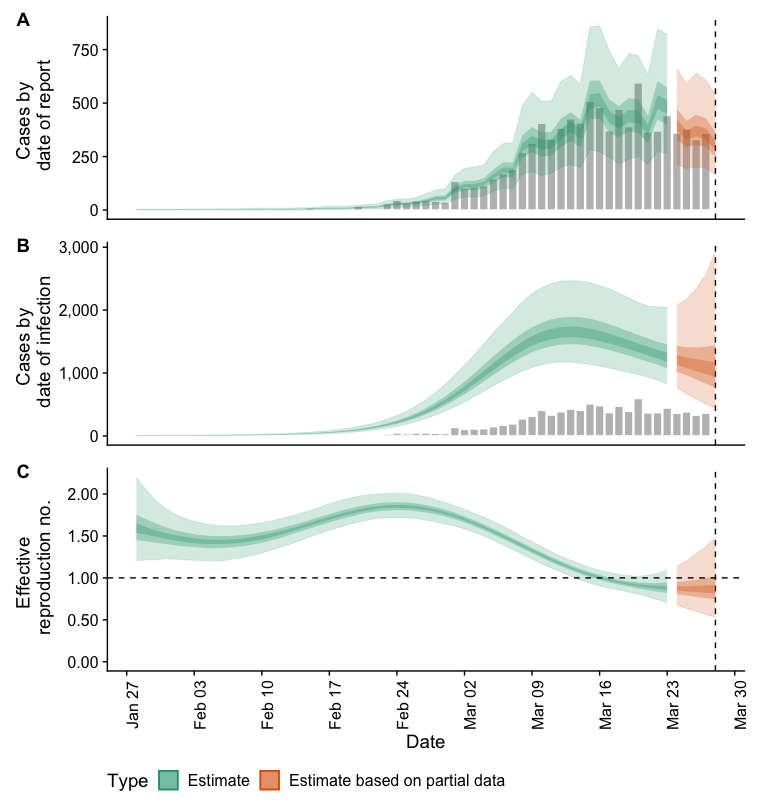 A
Cases by
date of report
750
500
250
0
B
Cases by
date of infection
3,000
2,000
1,000
0
C
Effective
reproduction no.
2.00
1.50
1.00
0.50
0.00
Jan 27
Feb 03
Feb 10
Feb 17
Feb 24
Mar 02
Mar 09
Mar 16
Mar 23
Mar 30
Date
Type Estimate Estimate based on partial data